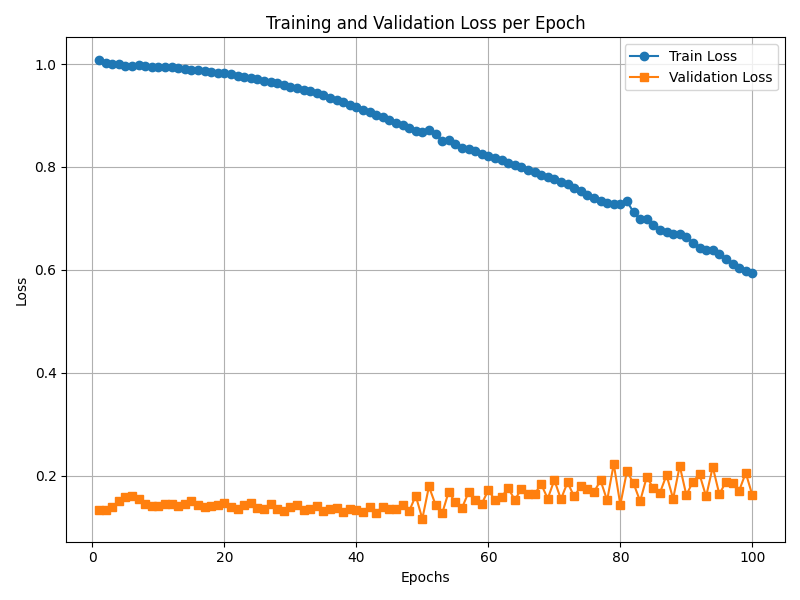 Training and Validation Loss per Epoch
Train Loss
Validation Loss
1.0
0.8
0.6
0.4
0.2
Loss
0 20 40 60 80 100
Epochs